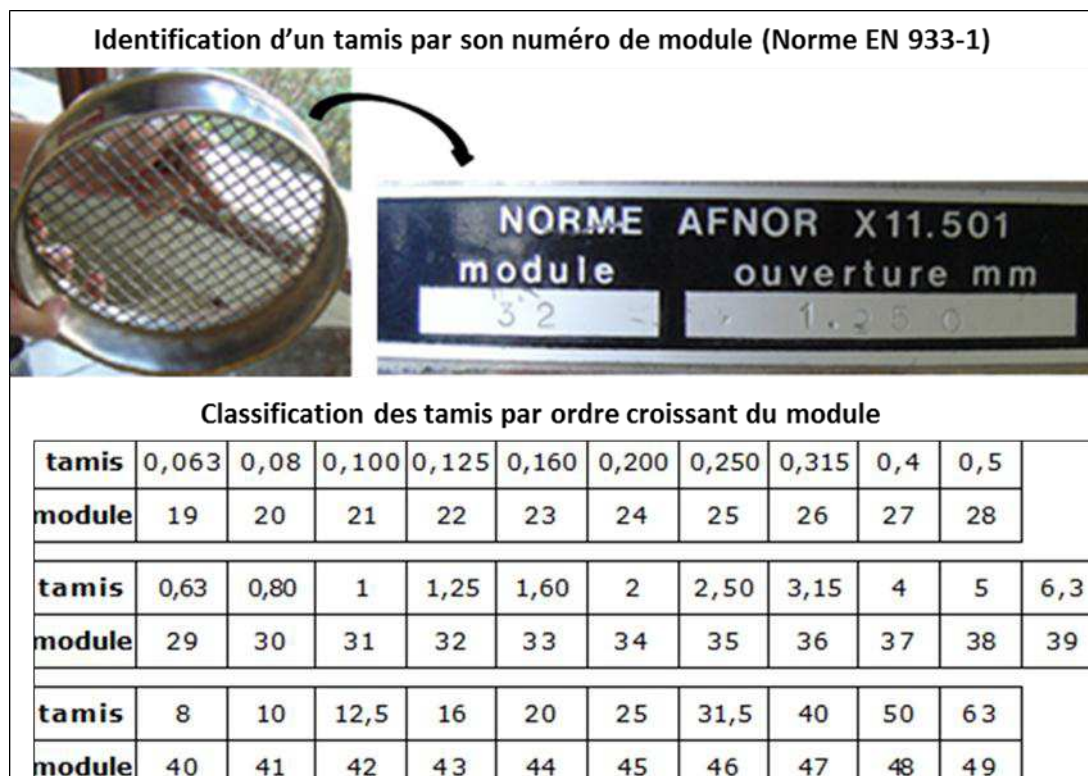 Identification d'un tamis par son numéro de module (Norme EN 933-1)
NORME AFNOR X11.501
module ouverture mm
32 1.250
Classification des tamis par ordre croissant du module
tamis 0,063 0,08 0,100 0,125 0,160 0,200 0,250 0,315 0,4 0,5
module 19 20 21 22 23 24 25 26 27 28
tamis 0,63 0,80 1 1,25 1,60 2 2,50 3,15 4 5 6,3
module 29 30 31 32 33 34 35 36 37 38 39
tamis 8 10 12,5 16 20 25 31,5 40 50 63
module 40 41 42 43 44 45 46 47 48 49